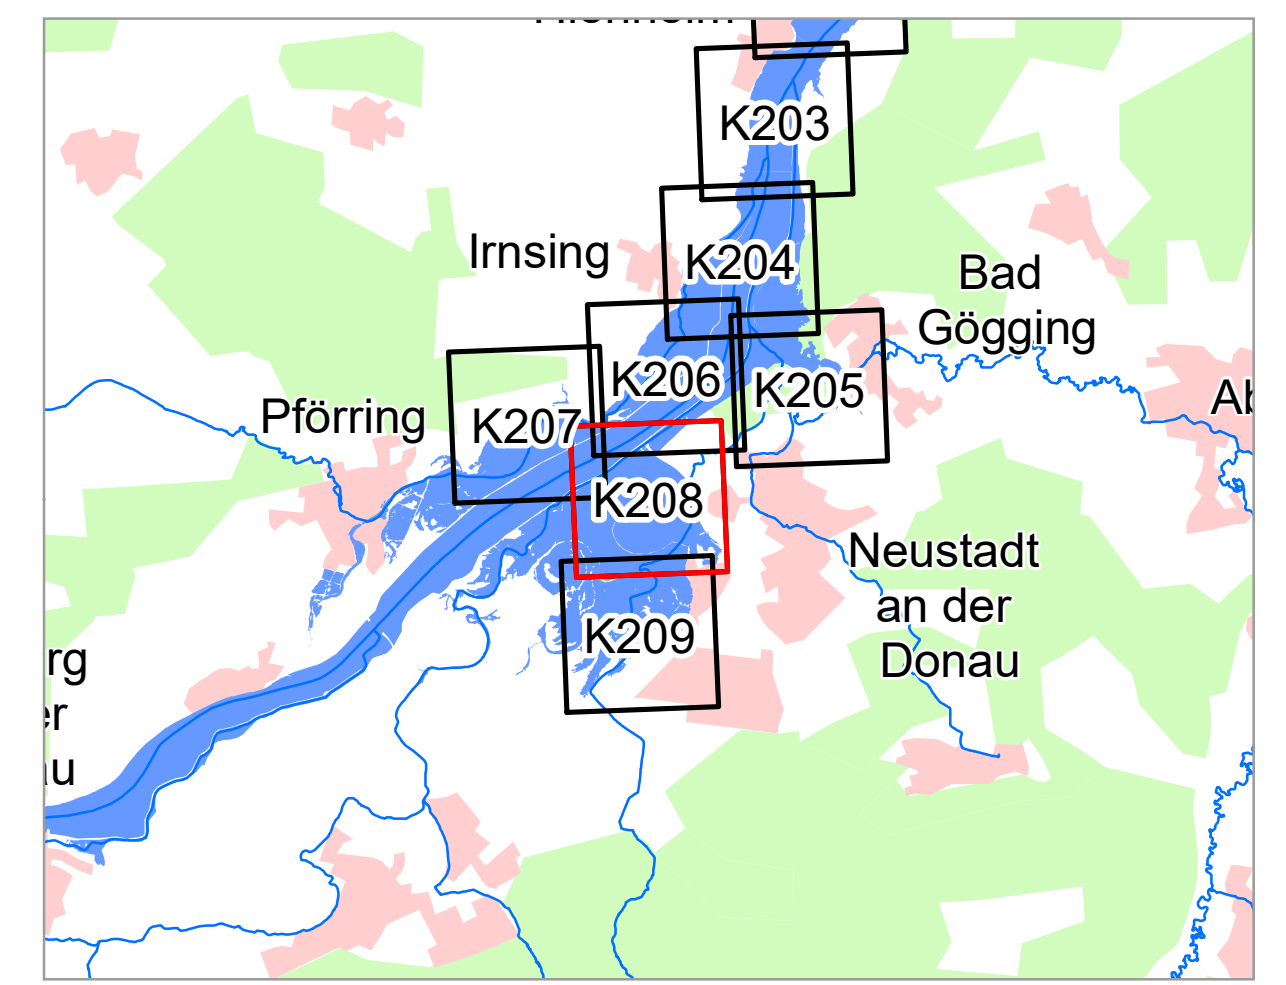 K203
Irnsing
K204
Bad
Gögging
K206
K205
Pförring
K207
K208
Neustadt
an der
Donau
K209